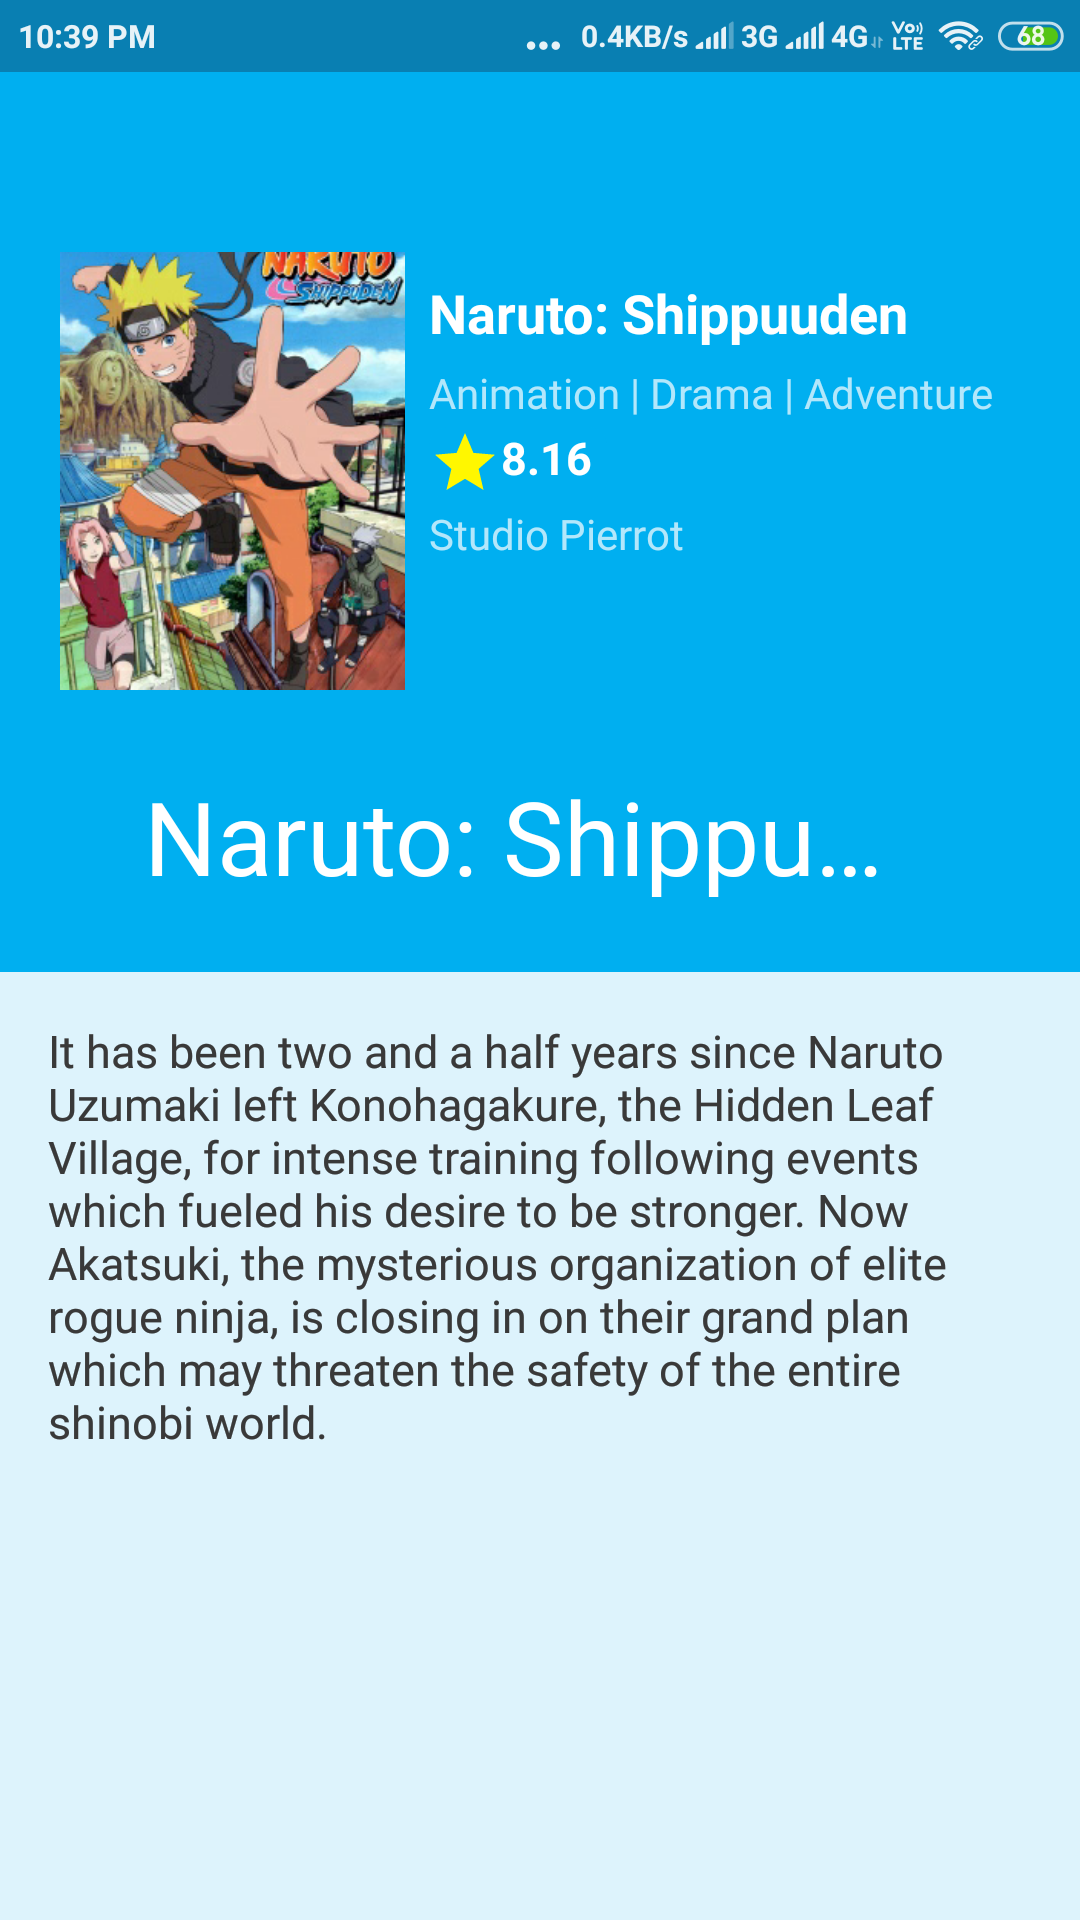 10:39 PM
... 0.4KB/s 3G 4G Vo)) LTE 68
NARUTO
SHIPPUDEN
Naruto: Shippuuden
Animation | Drama | Adventure
8.16
Studio Pierrot
Naruto: Shippu...
It has been two and a half years since Naruto
Uzumaki left Konohagakure, the Hidden Leaf
Village, for intense training following events
which fueled his desire to be stronger. Now
Akatsuki, the mysterious organization of elite
rogue ninja, is closing in on their grand plan
which may threaten the safety of the entire
shinobi world.